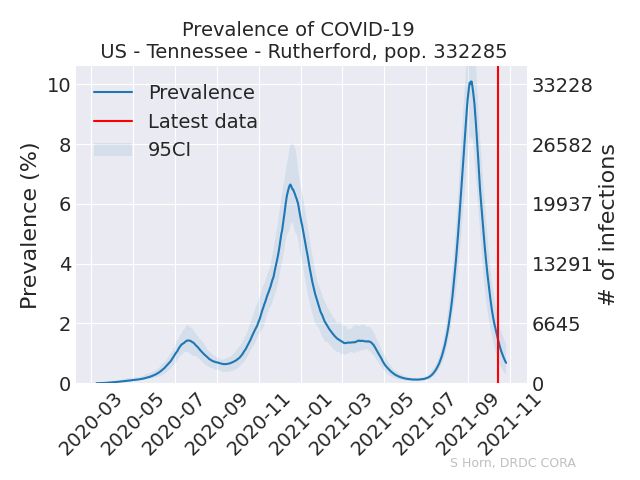 Prevalence of COVID-19
US - Tennessee - Rutherford, pop. 332285
Prevalence
Latest data
95CI
Prevalence (%)
10
8
6
4
2
0
33228
26582
19937
13291
6645
0
# of infections
2020-03
2020-05
2020-07
2020-09
2020-11
2021-01
2021-03
2021-05
2021-07
2021-09
2021-11
S Horn, DRDC CORA